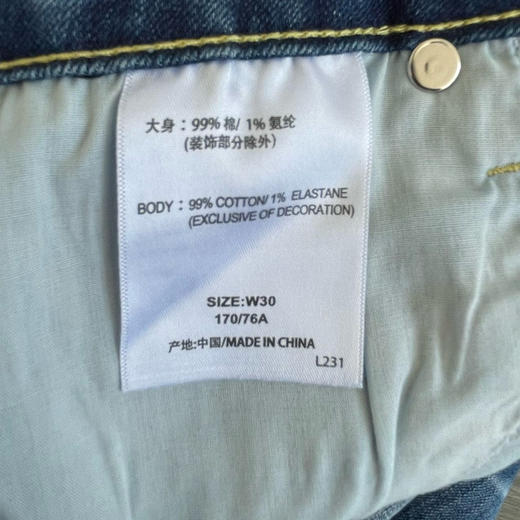 大身：99% 棉/ 1% 氨纶
(装饰部分除外)
BODY：99% COTTON/ 1% ELASTANE
(EXCLUSIVE OF DECORATION)
SIZE:W30
170/76A
产地:中国/MADE IN CHINA
L231